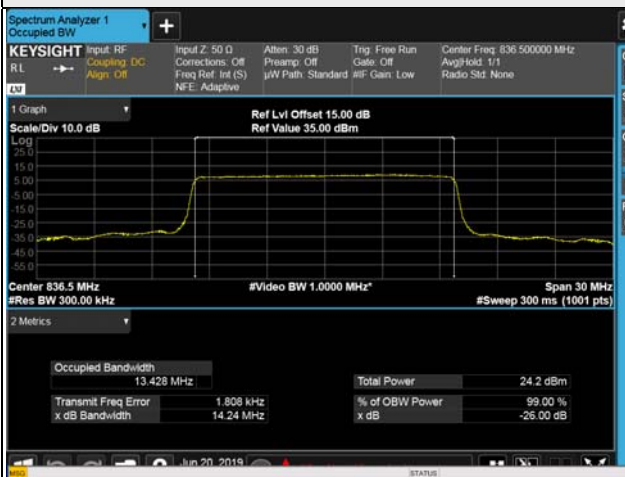 Spectrum Analyzer 1
Occupied BW
+
KEYSIGHT Input: RF Input Z: 50 Ω Atten: 30 dB Trig: Free Run Center Freq: 836.500000 MHz
RL Coupling: DC Corrections: Off Preamp: Off Gate: Off Avg|Hold: 1/1
Align: Off Freq Ref: Int (S) µW Path: Standard #IF Gain: Low Radio Std: None
LXI NFE: Adaptive
1 Graph Ref Lvl Offset 15.00 dB
Scale/Div 10.0 dB Ref Value 35.00 dBm
Log
25.0
15.0
5.00
-5.00
-15.0
-25.0
-35.0
-45.0
-55.0
Center 836.5 MHz #Video BW 1.0000 MHz* Span 30 MHz
#Res BW 300.00 kHz #Sweep 300 ms (1001 pts)
2 Metrics
Occupied Bandwidth
13.428 MHz Total Power 24.2 dBm
Transmit Freq Error 1.808 kHz % of OBW Power 99.00 %
x dB Bandwidth 14.24 MHz x dB -26.00 dB
Jun 20, 2019
MSG STATUS